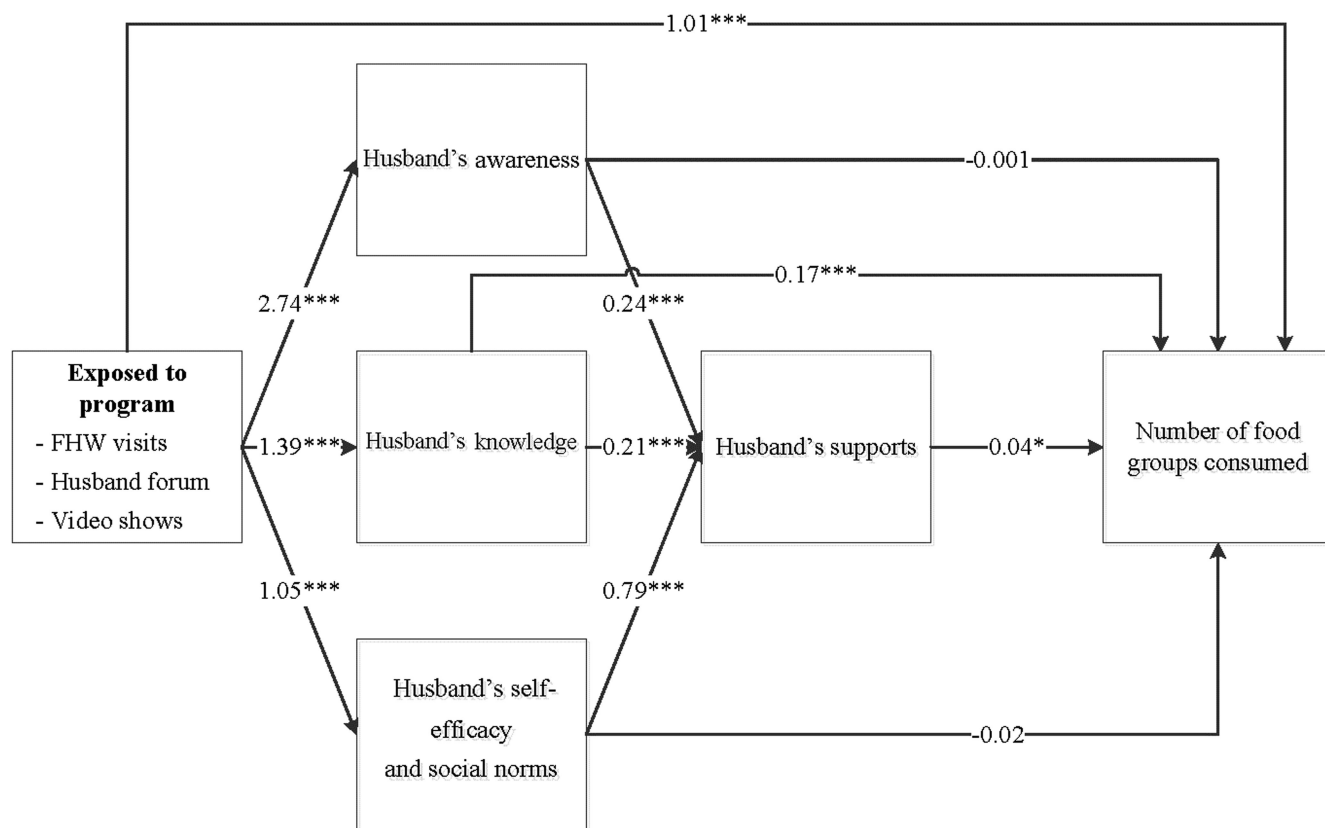 1.01***
Husband's awareness
-0.001
0.17***
2.74***
0.24***
Exposed to
program
- FHW visits
- Husband forum
- Video shows
1.39***
Husband's knowledge
0.21***
Husband's supports
0.04*
Number of food
groups consumed
1.05***
0.79***
Husband's self-
efficacy
and social norms
-0.02